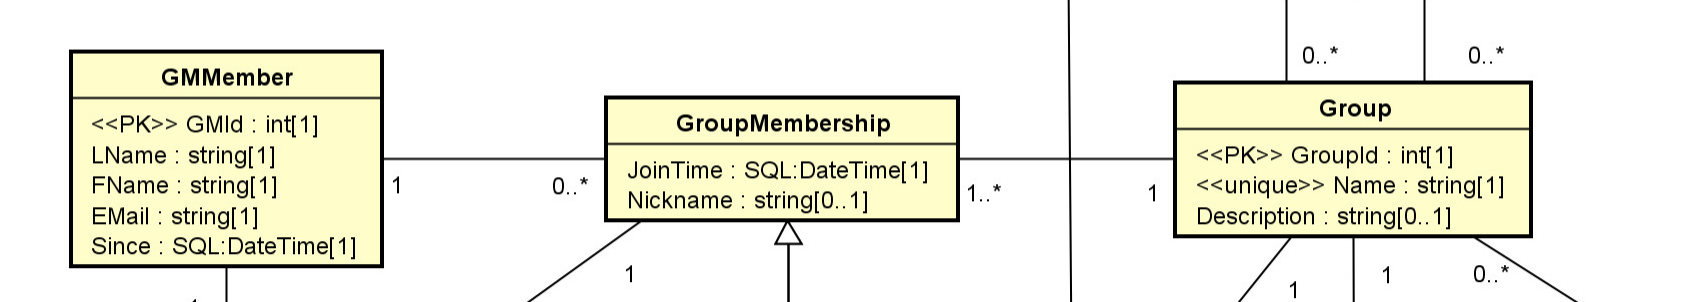 0..*
0..*
GMMember
<<PK>> GMId : int[1]
LName : string[1]
FName : string[1]
EMail : string[1]
Since : SQL:DateTime[1]
1
0..*
GroupMembership
JoinTime : SQL:DateTime[1]
Nickname : string[0..1]
1..*
1
Group
<<PK>> GroupId : int[1]
<<unique>> Name : string[1]
Description : string[0..1]
1
1
1
0..*